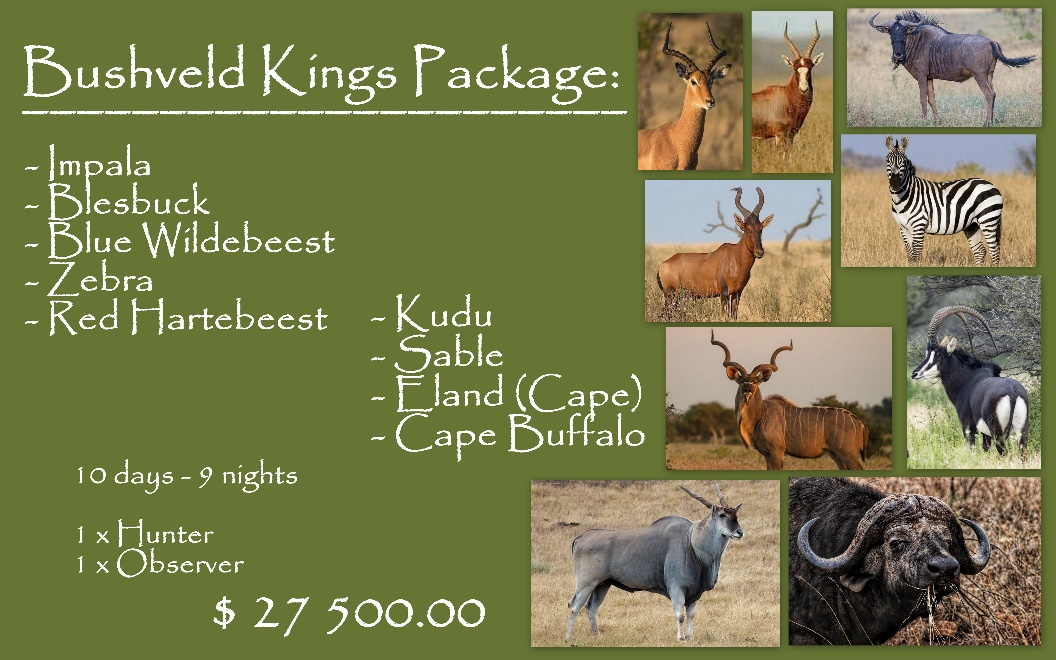 Bushveld Kings Package:
- Impala
- Blesbuck
- Blue Wildebeest
- Zebra
- Red Hartebeest
- Kudu
- Sable
- Eland (Cape)
- Cape Buffalo
10 days - 9 nights
1 x Hunter
1 x Observer
$ 27 500.00